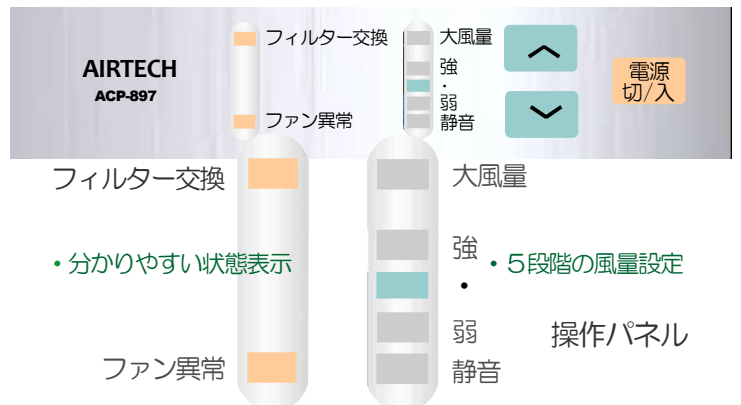 AIRTECH
ACP-897
フィルター交換
ファン異常
大風量
強
・
弱
静音
電源
切/入
フィルター交換
・分かりやすい状態表示
ファン異常
大風量
強
・
弱
静音
・5段階の風量設定
操作パネル